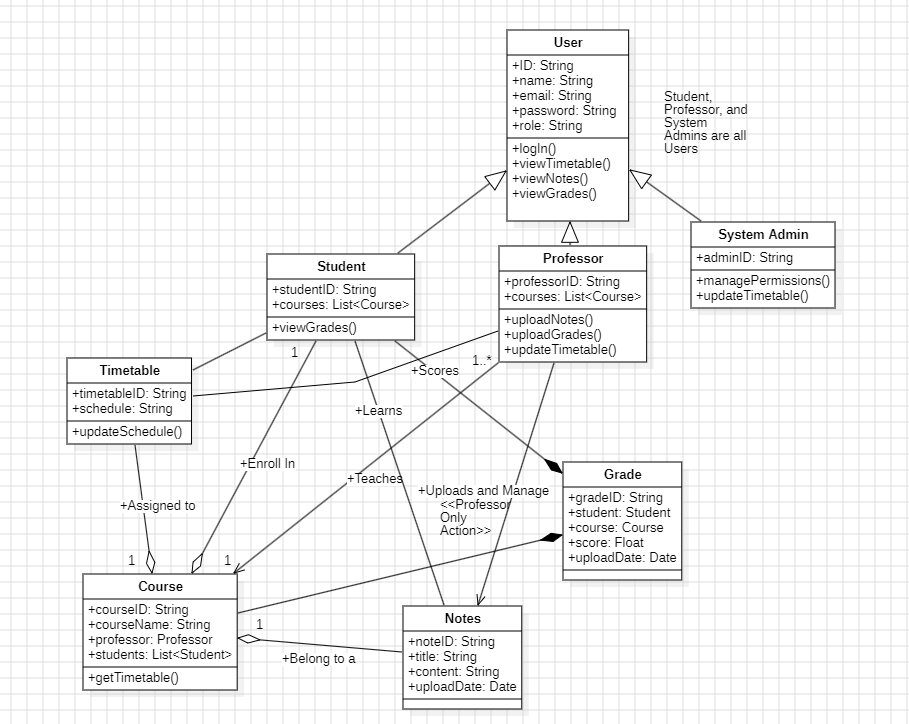 User
+ID: String
+name: String
+email: String
+password: String
+role: String
+logIn()
+viewTimetable()
+viewNotes()
+viewGrades()
Student,
Professor, and
System
Admins are all
Users
System Admin
+adminID: String
+managePermissions()
+updateTimetable()
Student
+studentID: String
+courses: List<Course>
+viewGrades()
Professor
+professorID: String
+courses: List<Course>
+uploadNotes()
+uploadGrades()
+updateTimetable()
1
1..*
+Scores
Timetable
+timetableID: String
+schedule: String
+updateSchedule()
+Learns
+Enroll In
+Teaches
+Assigned to
+Uploads and Manage
<<Professor
Only
Action>>
Grade
+gradeID: String
+student: Student
+course: Course
+score: Float
+uploadDate: Date
1
1
Course
+courseID: String
+courseName: String
+professor: Professor
+students: List<Student>
+getTimetable()
1
+Belong to a
Notes
+noteID: String
+title: String
+content: String
+uploadDate: Date